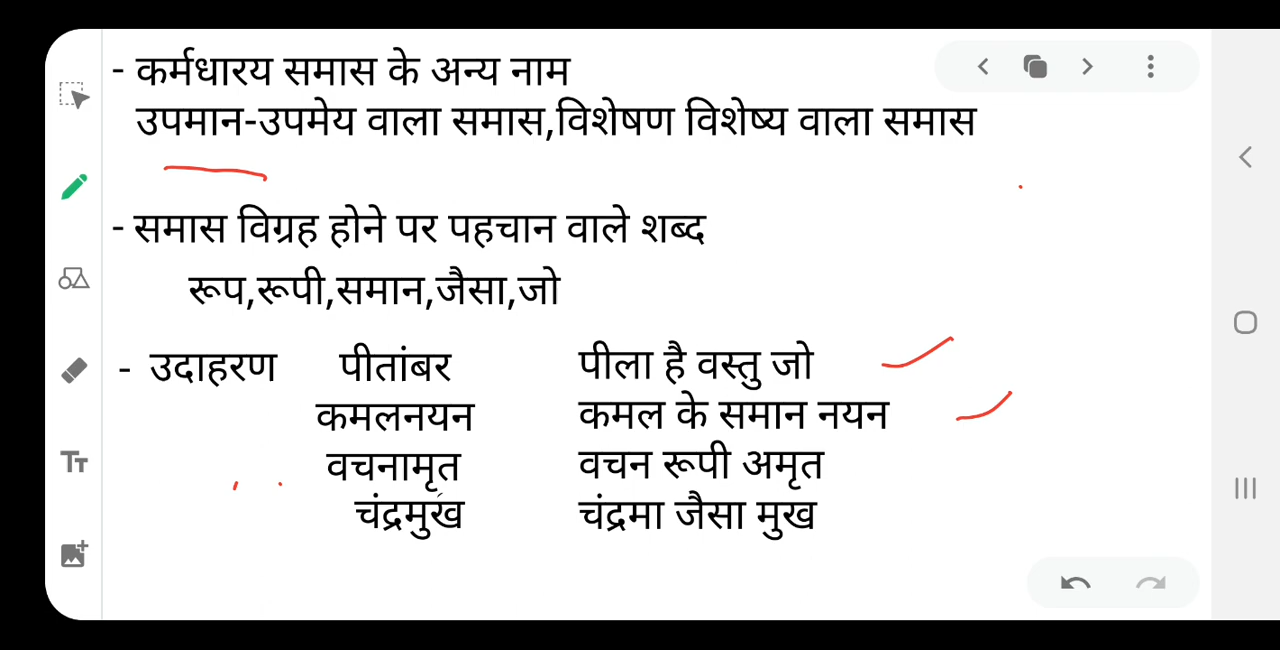 - कर्मधारय समास के अन्य नाम
उपमान-उपमेय वाला समास,विशेषण विशेष्य वाला समास
- समास विग्रह होने पर पहचान वाले शब्द
रूप,रूपी,समान,जैसा,जो
- उदाहरण पीतांबर पीला है वस्तु जो
कमलनयन कमल के समान नयन
वचनामृत वचन रूपी अमृत
चंद्रमुख चंद्रमा जैसा मुख